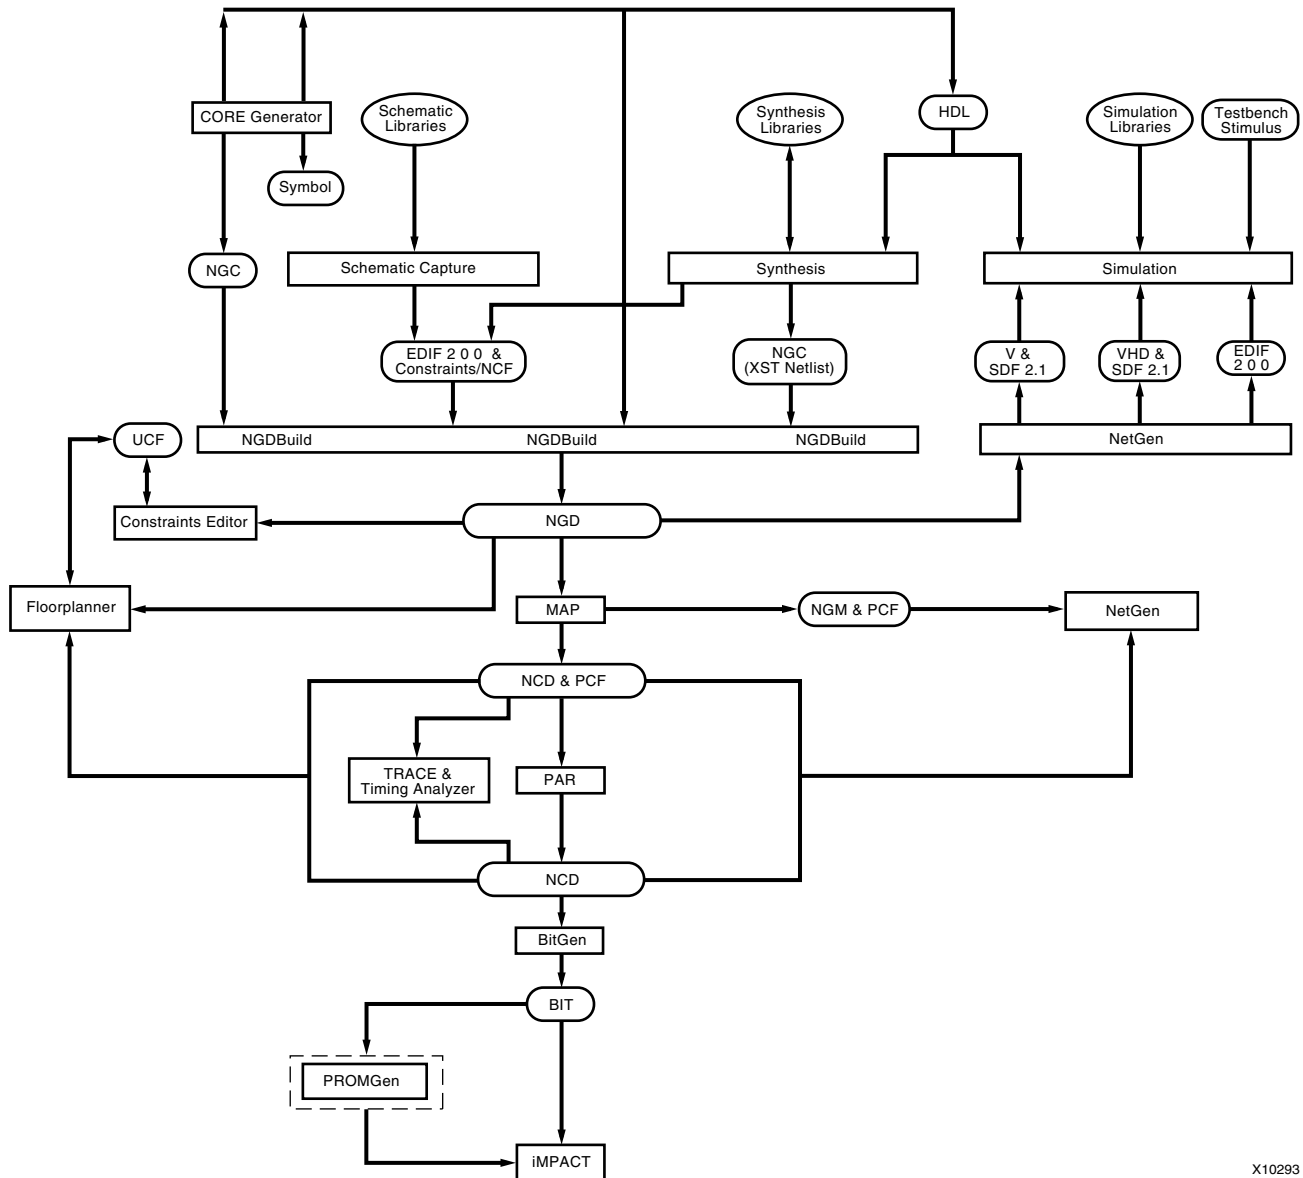 CORE Generator
Schematic
Libraries
Synthesis
Libraries
HDL
Simulation
Libraries
Testbench
Stimulus
Symbol
NGC
Schematic Capture
Synthesis
Simulation
EDIF 2 0 0 &
Constraints/NCF
NGC
(XST Netlist)
V &
SDF 2.1
VHD &
SDF 2.1
EDIF
2 0 0
UCF
NGDBuild
NGDBuild
NGDBuild
NetGen
Constraints Editor
NGD
Floorplanner
MAP
NGM & PCF
NetGen
NCD & PCF
TRACE &
Timing Analyzer
PAR
NCD
BitGen
BIT
PROMGen
iMPACT
X10293